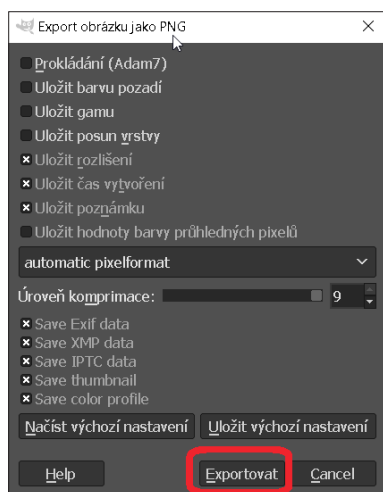 Export obrázku jako PNG
Prokládání (Adam7)
Uložit barvu pozadí
Uložit gamu
Uložit posun vrstvy
Uložit rozlišení
Uložit čas vytvoření
Uložit poznámku
Uložit hodnoty barvy průhledných pixelů
automatic pixelformat
Úroveň komprimace: 9
Save Exif data
Save XMP data
Save IPTC data
Save thumbnail
Save color profile
Načíst výchozí nastavení Uložit výchozí nastavení
Help Exportovat Cancel